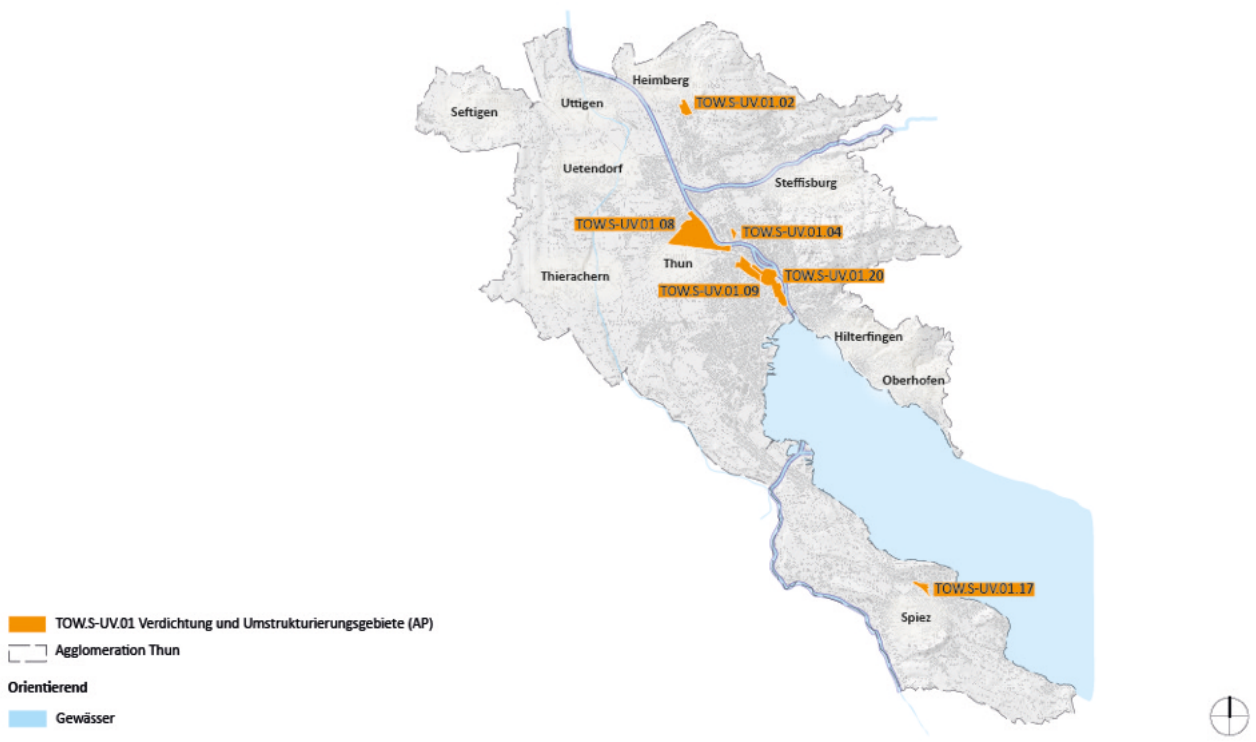 Heimberg
TOW.S-UV.01.02
Uttigen
Seftigen
Uetendorf
Steffisburg
TOW.S-UV.01.08
TOW.S-UV.01.04
Thun
Thierachern
TOW.S-UV.01.20
TOW.S-UV.01.09
Hilterfingen
Oberhofen
TOW.S-UV.01.17
Spiez
TOW.S-UV.01 Verdichtung und Umstrukturierungsgebiete (AP)
Agglomeration Thun
Orientierend
Gewässer